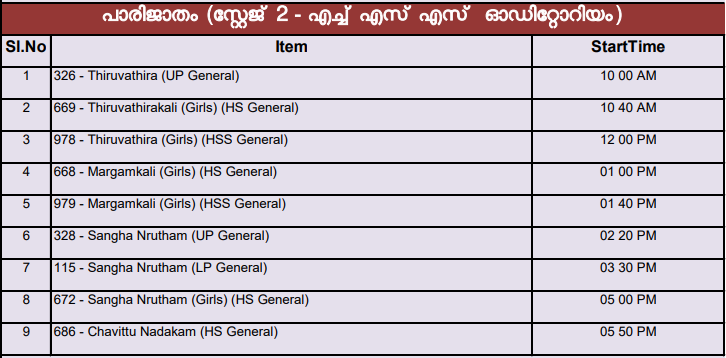 പാരിജാതം (സ്റ്റേജ് 2 - എച്ച് എസ് എസ് ഓഡിറ്റോറിയം)
Sl.No Item StartTime
1 326 - Thiruvathira (UP General) 10 00 AM
2 669 - Thiruvathirakali (Girls) (HS General) 10 40 AM
3 978 - Thiruvathira (Girls) (HSS General) 12 00 PM
4 668 - Margamkali (Girls) (HS General) 01 00 PM
5 979 - Margamkali (Girls) (HSS General) 01 40 PM
6 328 - Sangha Nrutham (UP General) 02 20 PM
7 115 - Sangha Nrutham (LP General) 03 30 PM
8 672 - Sangha Nrutham (Girls) (HS General) 05 00 PM
9 686 - Chavittu Nadakam (HS General) 05 50 PM